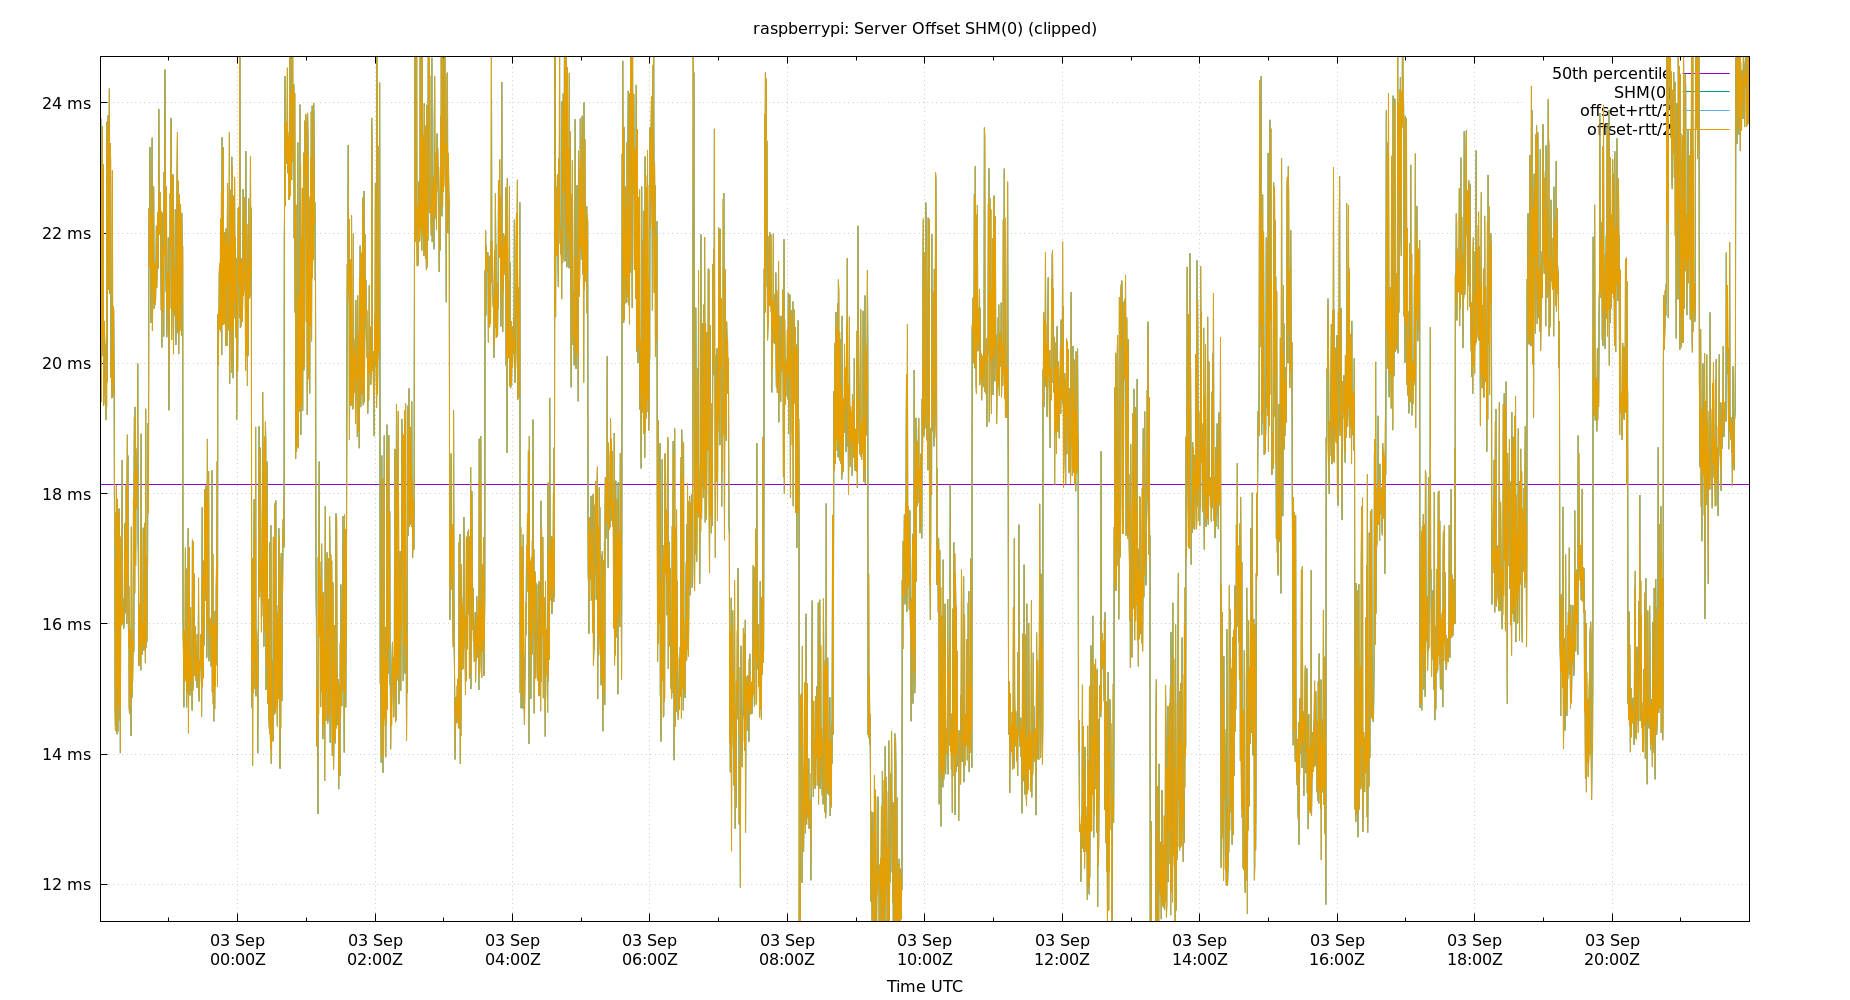 raspberrypi: Server Offset SHM(0) (clipped)
50th percentile
SHM(0)
offset+rtt/2
offset-rtt/2
24 ms
22 ms
20 ms
18 ms
16 ms
14 ms
12 ms
03 Sep 03 Sep 03 Sep 03 Sep 03 Sep 03 Sep 03 Sep 03 Sep 03 Sep 03 Sep 03 Sep
00:00Z 02:00Z 04:00Z 06:00Z 08:00Z 10:00Z 12:00Z 14:00Z 16:00Z 18:00Z 20:00Z
Time UTC